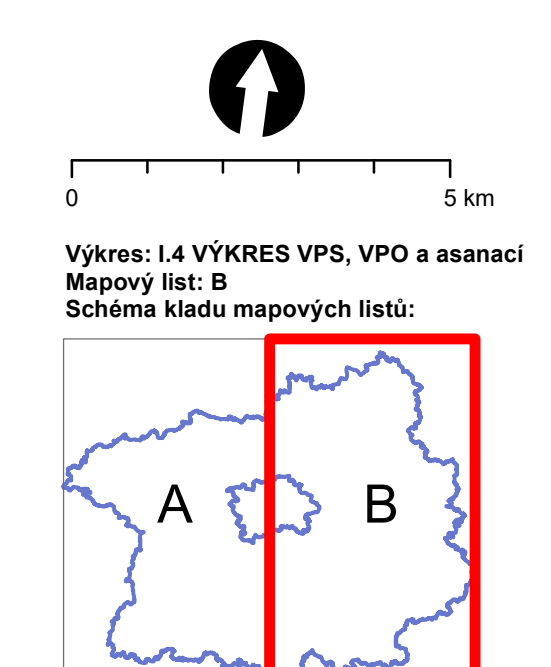 0 5 km
Výkres: I.4 VÝKRES VPS, VPO a asanací
Mapový list: B
Schéma kladu mapových listů:
A B